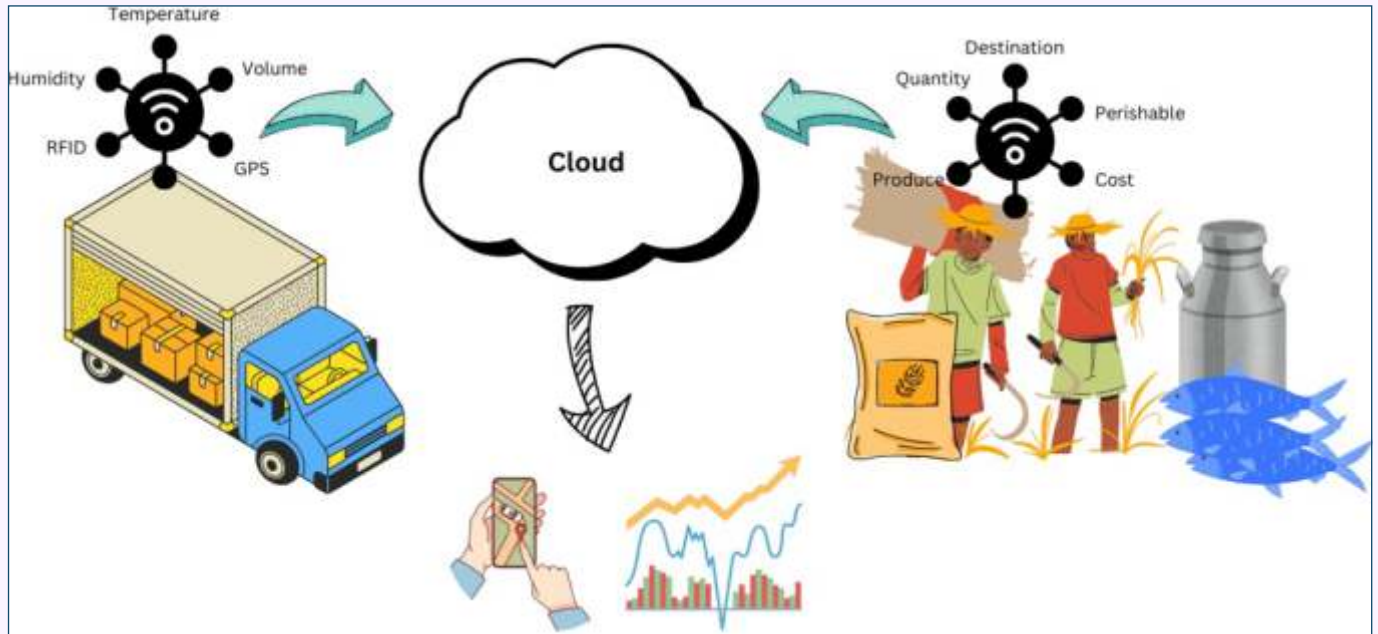 Temperature
Humidity
Volume
RFID
GPS
Cloud
Destination
Quantity
Perishable
Produce
Cost